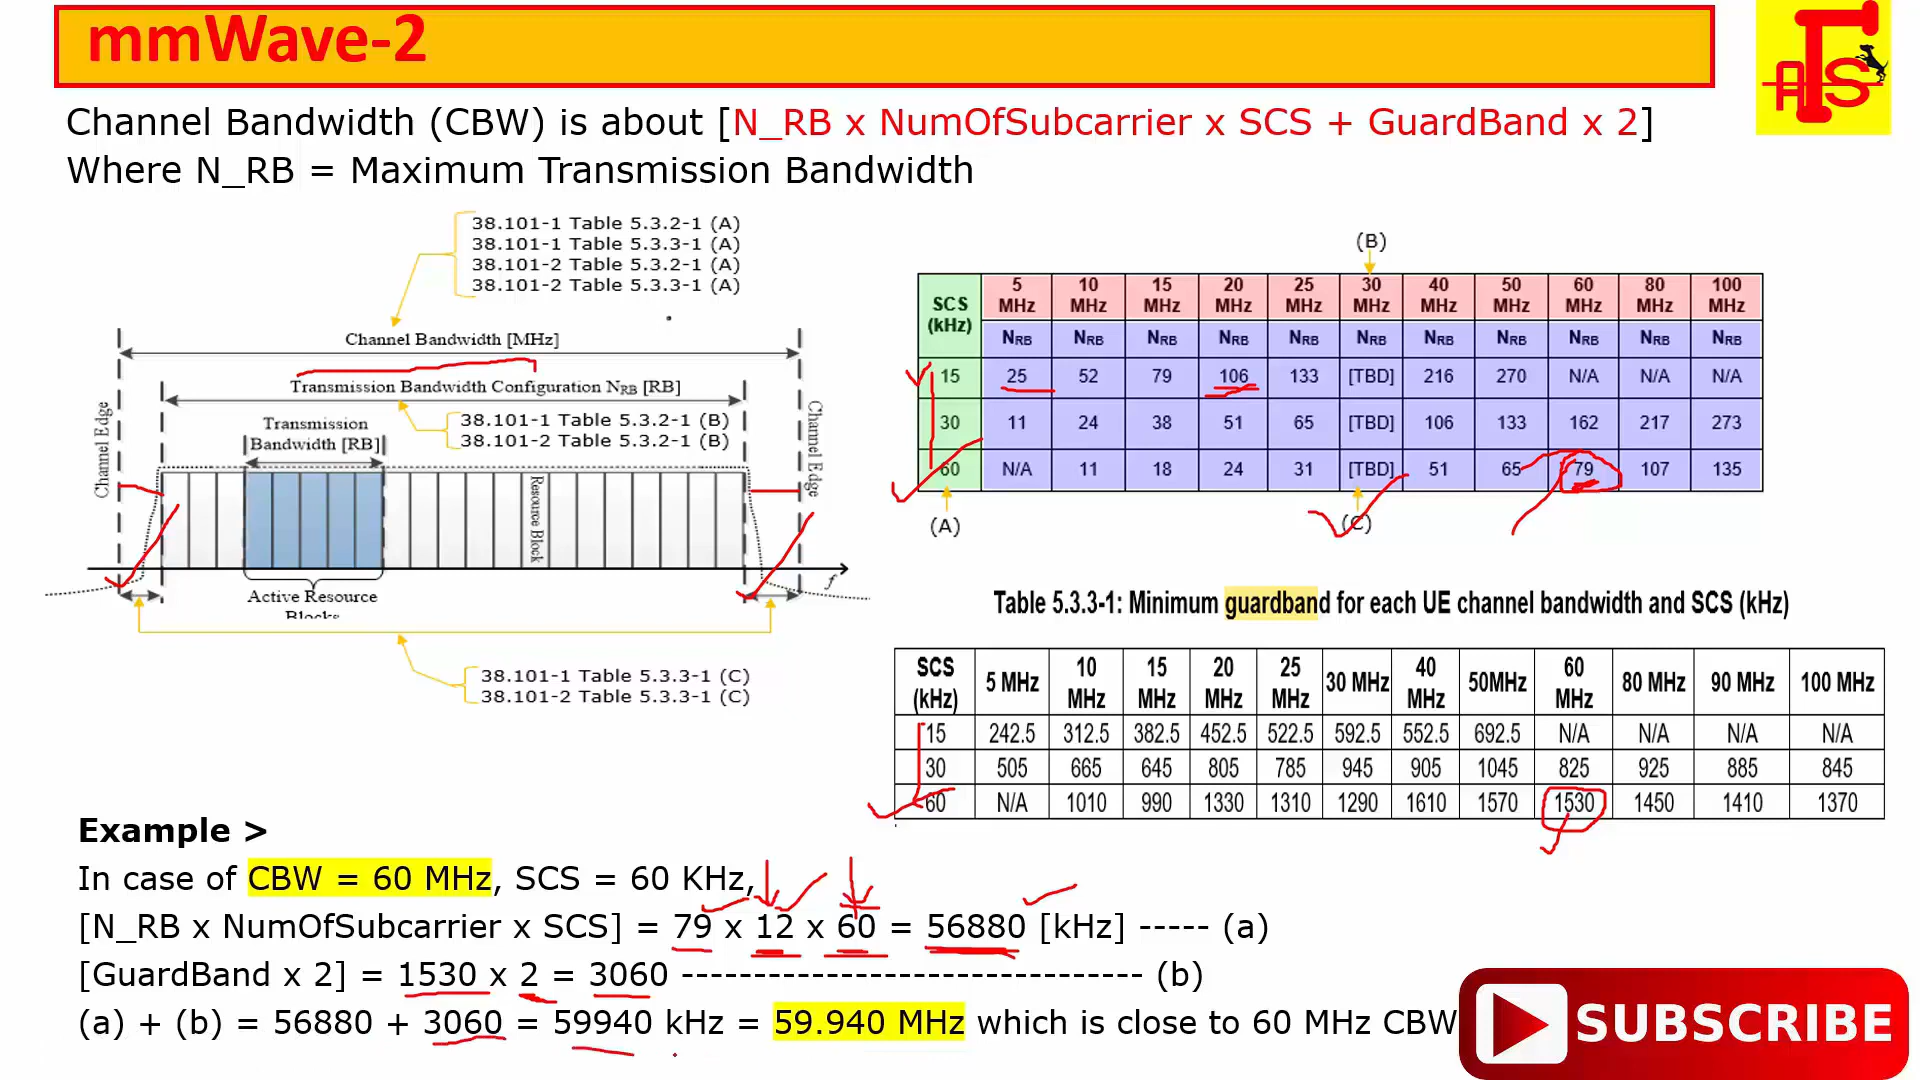 mmWave-2
AFS
Channel Bandwidth (CBW) is about [N_RB x NumOfSubcarrier x SCS + GuardBand x 2]
Where N_RB = Maximum Transmission Bandwidth
38.101-1 Table 5.3.2-1 (A)
38.101-1 Table 5.3.3-1 (A)
38.101-2 Table 5.3.2-1 (A)
38.101-2 Table 5.3.3-1 (A)
Channel Bandwidth [MHz]
Transmission Bandwidth Configuration NRB [RB]
38.101-1 Table 5.3.2-1 (B)
38.101-2 Table 5.3.2-1 (B)
Transmission
Bandwidth [RB]
Channel Edge
Channel Edge
Resource Block
f
Active Resource
Blocks
38.101-1 Table 5.3.3-1 (C)
38.101-2 Table 5.3.3-1 (C)
(B)
SCS (kHz) 5 MHz 10 MHz 15 MHz 20 MHz 25 MHz 30 MHz 40 MHz 50 MHz 60 MHz 80 MHz 100 MHz
NRB NRB NRB NRB NRB NRB NRB NRB NRB NRB NRB
15 25 52 79 106 133 [TBD] 216 270 N/A N/A N/A
30 11 24 38 51 65 [TBD] 106 133 162 217 273
60 N/A 11 18 24 31 [TBD] 51 65 79 107 135
(A)
(C)
Table 5.3.3-1: Minimum guardband for each UE channel bandwidth and SCS (kHz)
SCS (kHz) 5 MHz 10 MHz 15 MHz 20 MHz 25 MHz 30 MHz 40 MHz 50MHz 60 MHz 80 MHz 90 MHz 100 MHz
15 242.5 312.5 382.5 452.5 522.5 592.5 552.5 692.5 N/A N/A N/A N/A
30 505 665 645 805 785 945 905 1045 825 925 885 845
60 N/A 1010 990 1330 1310 1290 1610 1570 1530 1450 1410 1370
Example >
In case of CBW = 60 MHz, SCS = 60 KHz,
[N_RB x NumOfSubcarrier x SCS] = 79 x 12 x 60 = 56880 [kHz] ----- (a)
[GuardBand x 2] = 1530 x 2 = 3060 -------------------------------- (b)
(a) + (b) = 56880 + 3060 = 59940 kHz = 59.940 MHz which is close to 60 MHz CBW
SUBSCRIBE